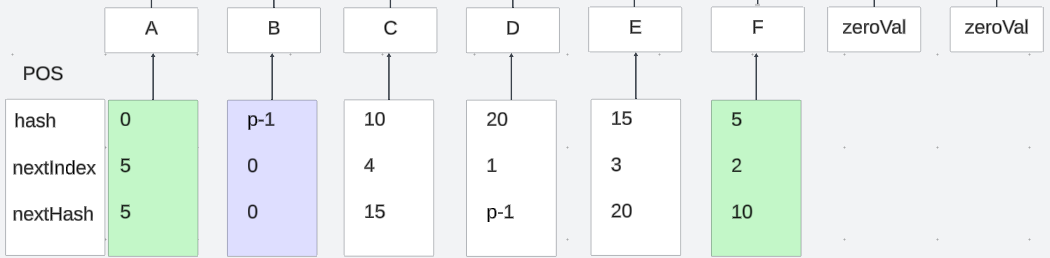 A B C D E F zeroVal zeroVal
POS
hash 0 p-1 10 20 15 5
nextIndex 5 0 4 1 3 2
nextHash 5 0 15 p-1 20 10